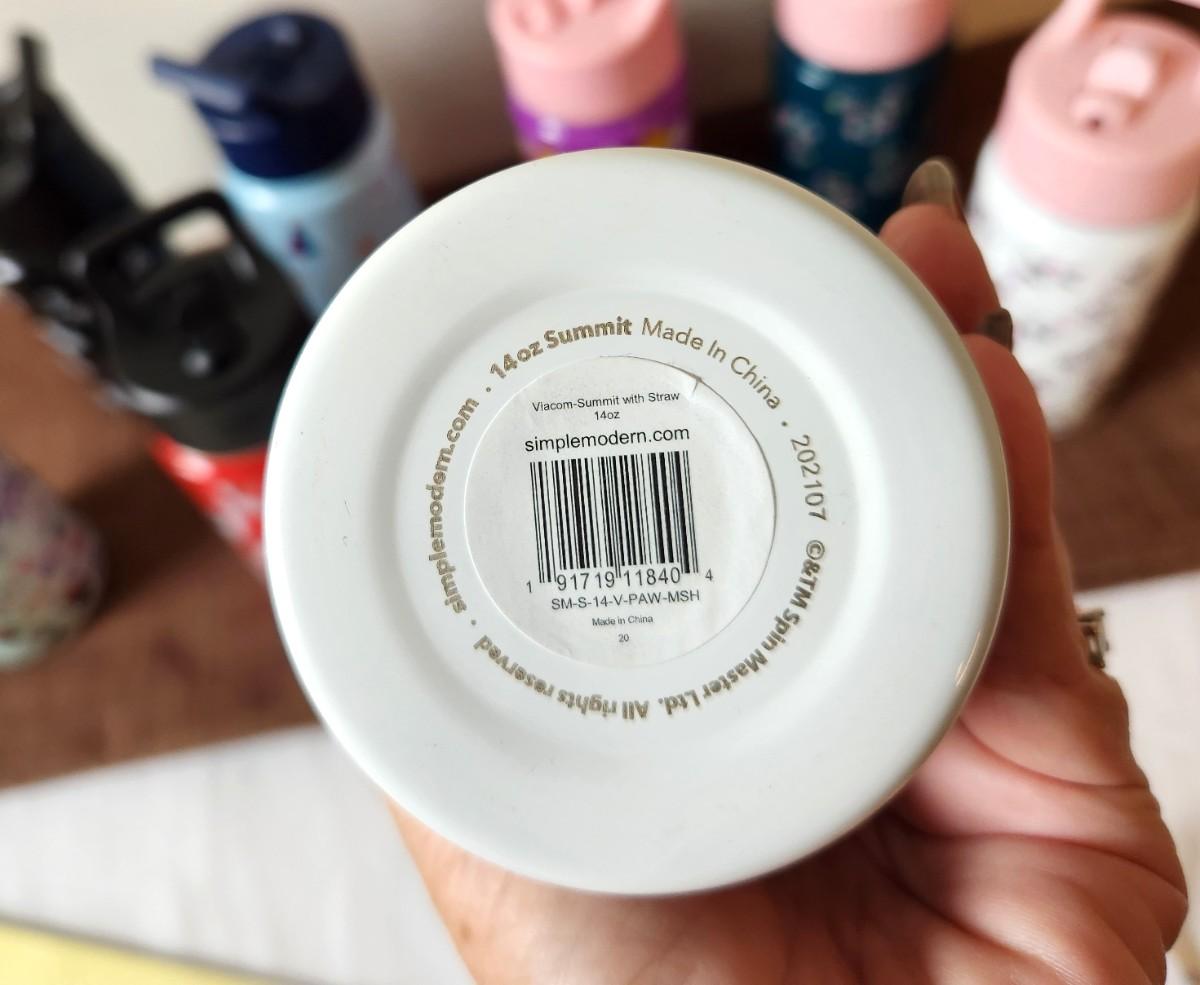 simplemodern.com · 14oz Summit Made In China · 202107 ©&TM Spin Master Ltd. All rights reserved ·
Viacom-Summit with Straw
14oz
simplemodern.com
1 91719 11840 4
SM-S-14-V-PAW-MSH
Made in China
20